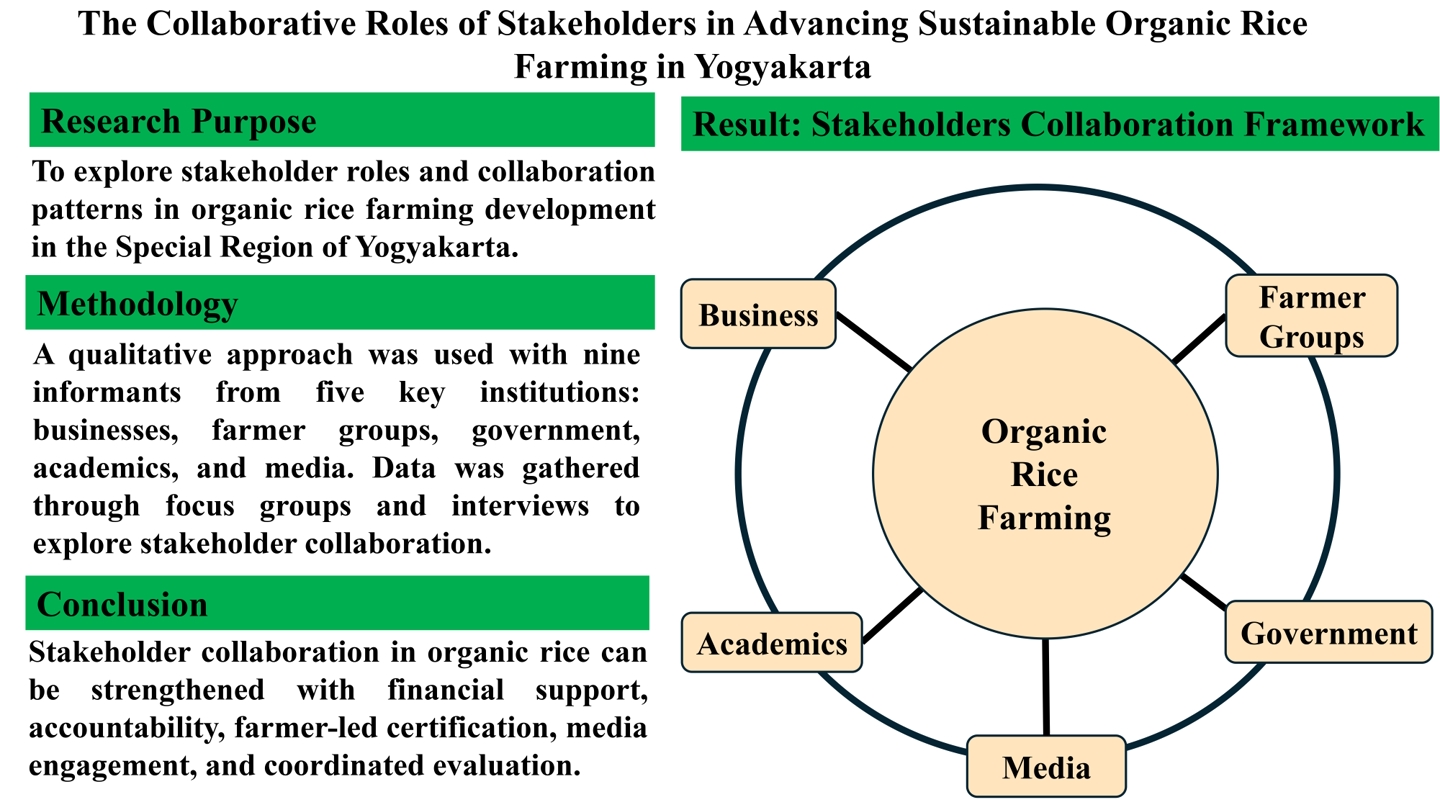 The Collaborative Roles of Stakeholders in Advancing Sustainable Organic Rice
Farming in Yogyakarta
Research Purpose
To explore stakeholder roles and collaboration
patterns in organic rice farming development
in the Special Region of Yogyakarta.
Methodology
A qualitative approach was used with nine
informants from five key institutions:
businesses, farmer groups, government,
academics, and media. Data was gathered
through focus groups and interviews to
explore stakeholder collaboration.
Conclusion
Stakeholder collaboration in organic rice can
be strengthened with financial support,
accountability, farmer-led certification, media
engagement, and coordinated evaluation.
Result: Stakeholders Collaboration Framework
Business
Farmer
Groups
Organic
Rice
Farming
Academics
Government
Media